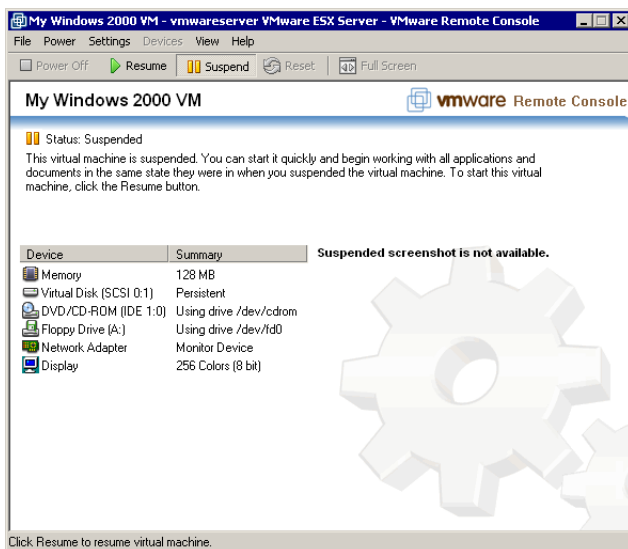 My Windows 2000 VM - vmwareserver VMware ESX Server - VMware Remote Console
File Power Settings Devices View Help
Power Off Resume Suspend Reset Full Screen
My Windows 2000 VM vmware Remote Console
Status: Suspended
This virtual machine is suspended. You can start it quickly and begin working with all applications and
documents in the same state they were in when you suspended the virtual machine. To start this virtual
machine, click the Resume button.
Device Summary Suspended screenshot is not available.
Memory 128 MB
Virtual Disk (SCSI 0:1) Persistent
DVD/CD-ROM (IDE 1:0) Using drive /dev/cdrom
Floppy Drive (A:) Using drive /dev/fd0
Network Adapter Monitor Device
Display 256 Colors (8 bit)
Click Resume to resume virtual machine.